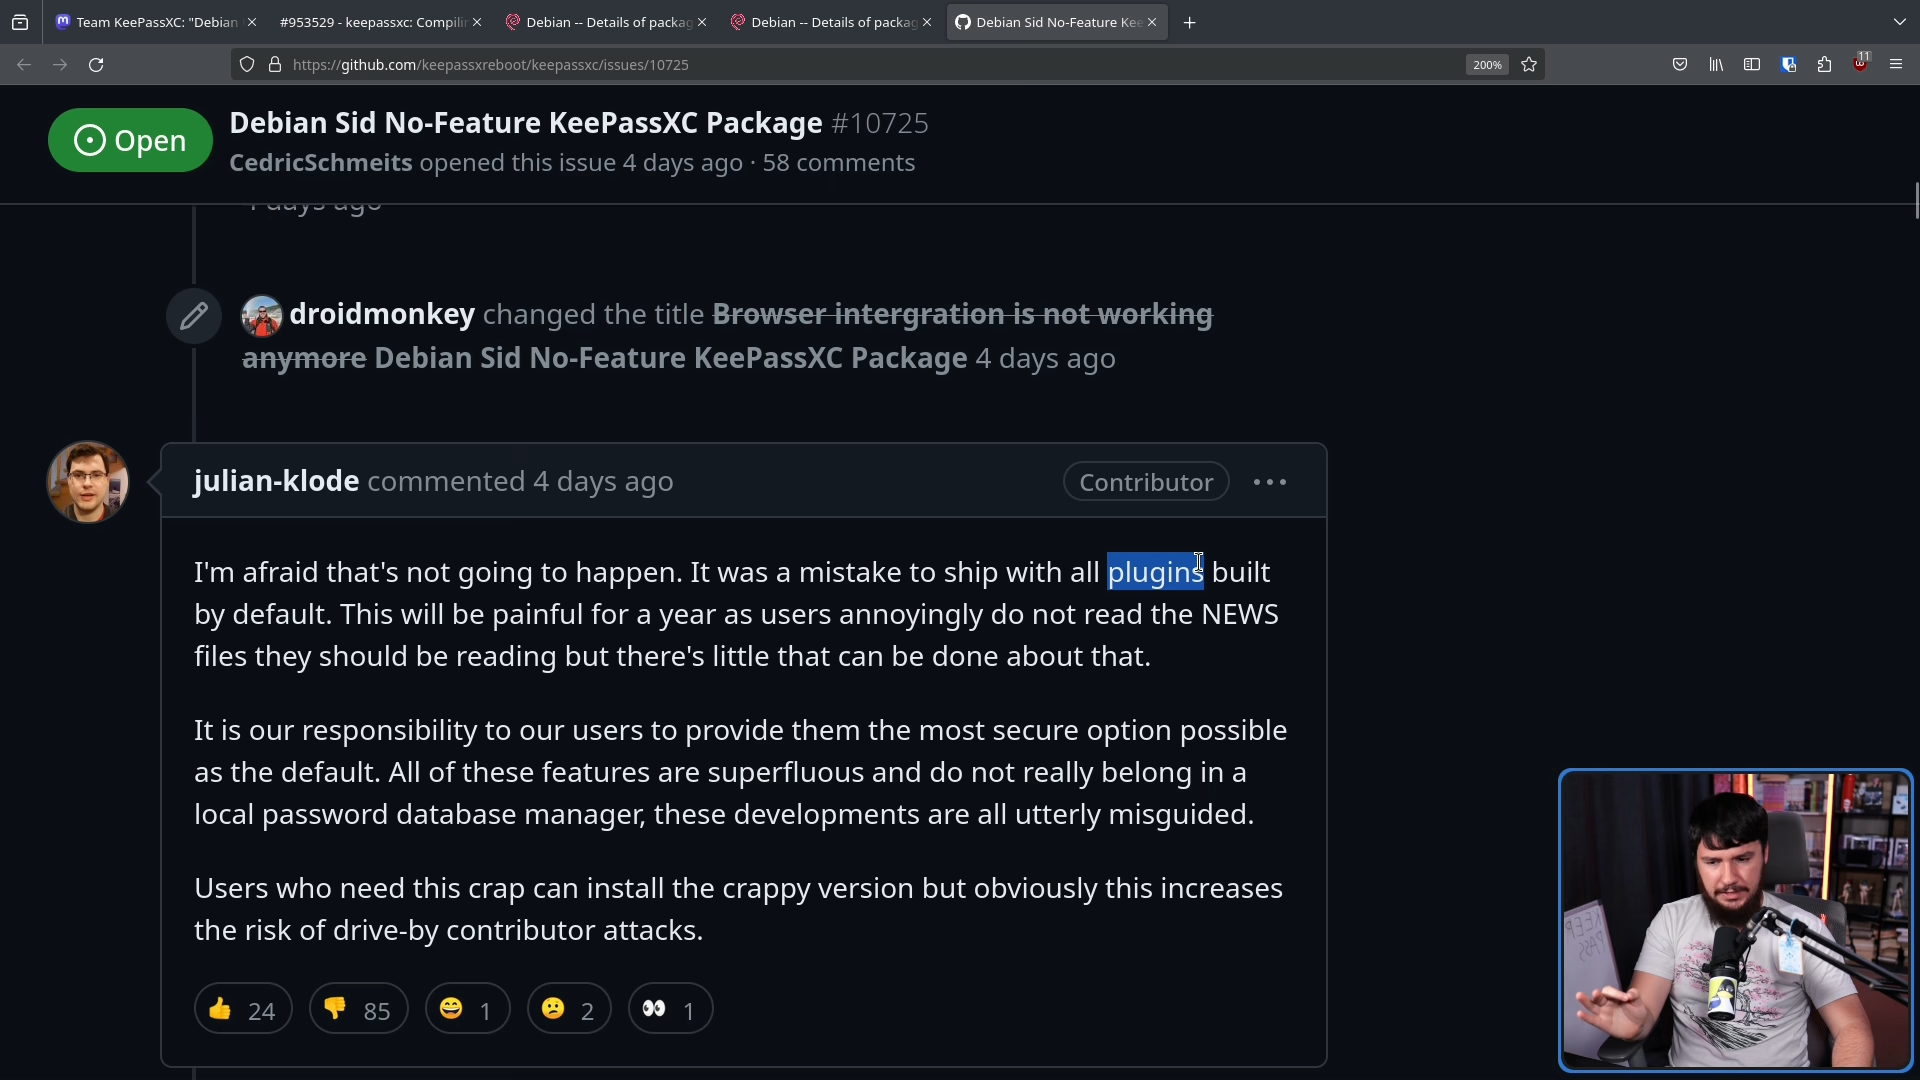 Team KeePassXC: "Debian
#953529 - keepassxc: Compilin
Debian -- Details of packag
Debian -- Details of packag
Debian Sid No-Feature Kee
https://github.com/keepassxreboot/keepassxc/issues/10725
200%
11
Open
Debian Sid No-Feature KeePassXC Package #10725
CedricSchmeits opened this issue 4 days ago · 58 comments
4 days ago
droidmonkey changed the title Browser intergration is not working
anymore Debian Sid No-Feature KeePassXC Package 4 days ago
julian-klode commented 4 days ago
Contributor
I'm afraid that's not going to happen. It was a mistake to ship with all plugins built
by default. This will be painful for a year as users annoyingly do not read the NEWS
files they should be reading but there's little that can be done about that.
It is our responsibility to our users to provide them the most secure option possible
as the default. All of these features are superfluous and do not really belong in a
local password database manager, these developments are all utterly misguided.
Users who need this crap can install the crappy version but obviously this increases
the risk of drive-by contributor attacks.
24
85
1
2
1